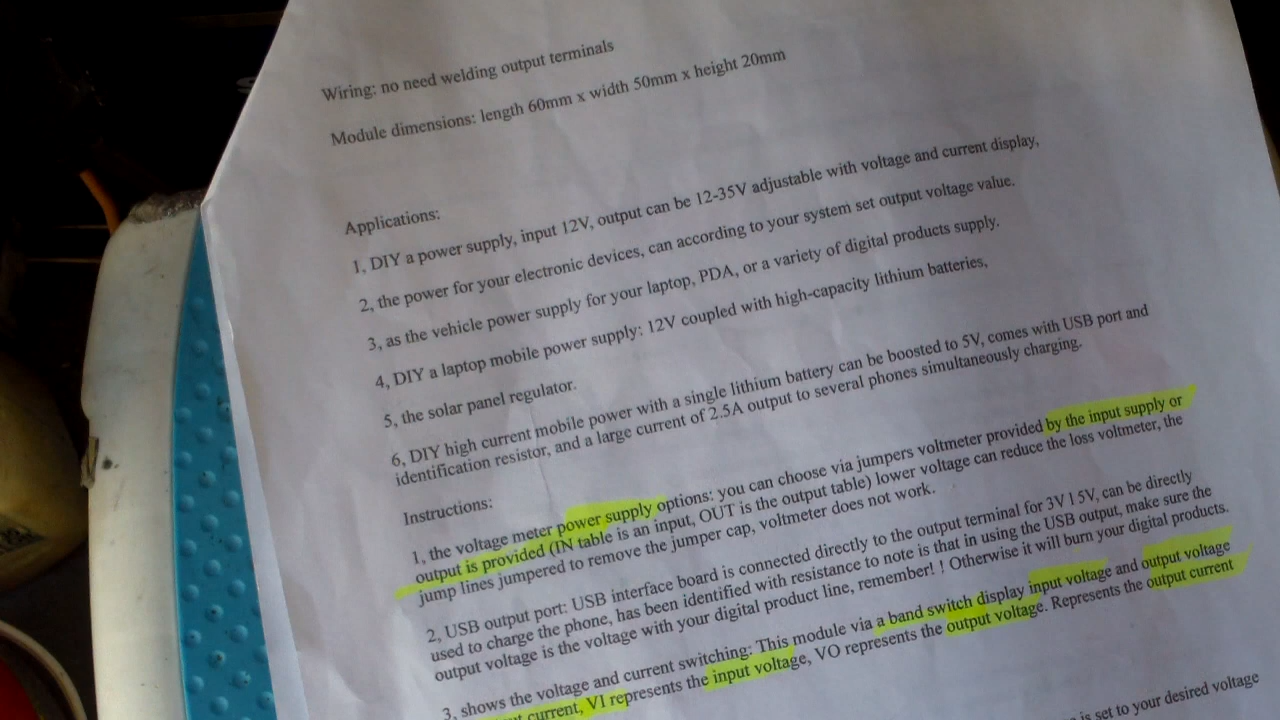 Wiring: no need welding output terminals
Module dimensions: length 60mm x width 50mm x height 20mm
Applications:
1, DIY a power supply, input 12V, output can be 12-35V adjustable with voltage and current display,
2, the power for your electronic devices, can according to your system set output voltage value.
3, as the vehicle power supply for your laptop, PDA, or a variety of digital products supply.
4, DIY a laptop mobile power supply: 12V coupled with high-capacity lithium batteries,
5, the solar panel regulator.
6, DIY high current mobile power with a single lithium battery can be boosted to 5V, comes with USB port and
identification resistor, and a large current of 2.5A output to several phones simultaneously charging.
Instructions:
1, the voltage meter power supply options: you can choose via jumpers voltmeter provided by the input supply or
output is provided (IN table is an input, OUT is the output table) lower voltage can reduce the loss voltmeter, the
jump lines jumpered to remove the jumper cap, voltmeter does not work.
2, USB output port: USB interface board is connected directly to the output terminal for 3V 1 5V, can be directly
used to charge the phone, has been identified with resistance to note is that in using the USB output, make sure the
output voltage is the voltage with your digital product line, remember! ! Otherwise it will burn your digital products.
3, shows the voltage and current switching: This module via a band switch display input voltage and output voltage
current, VI represents the input voltage, VO represents the output voltage. Represents the output current
is set to your desired voltage